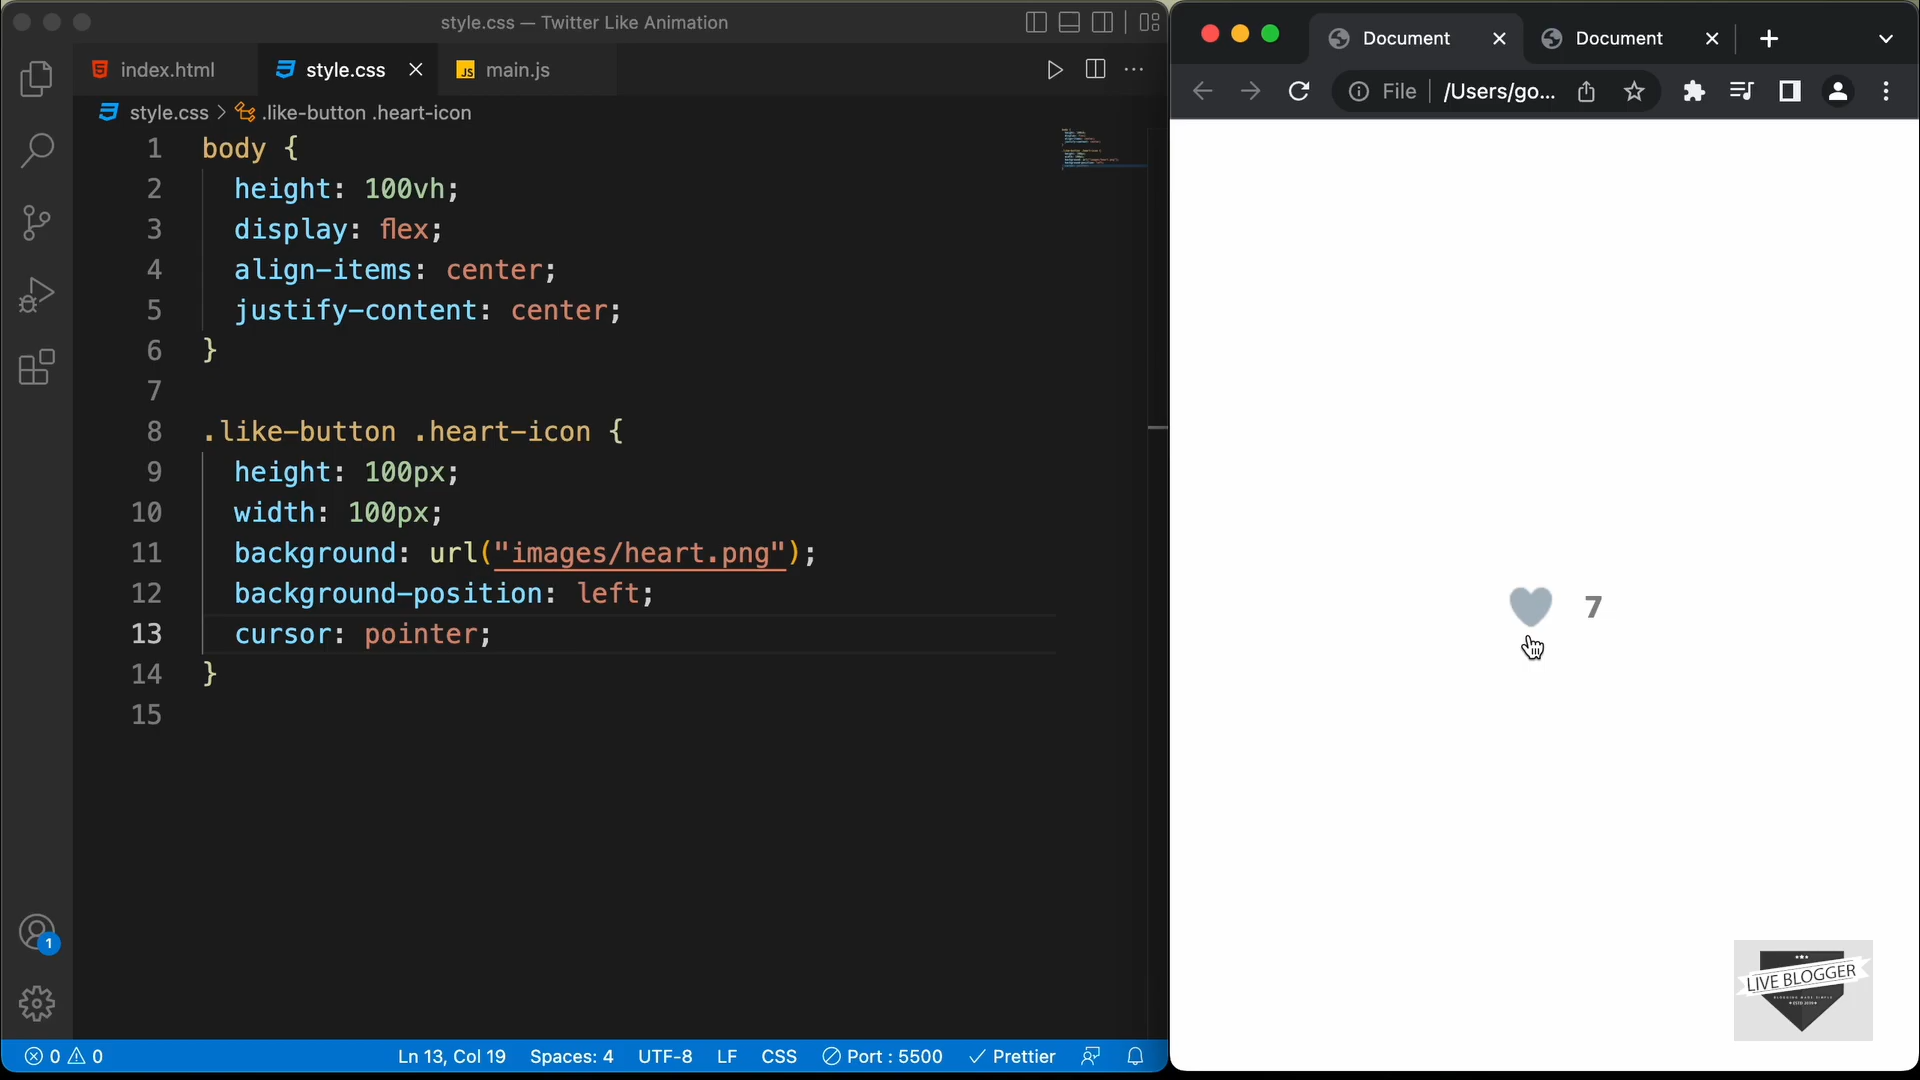 style.css — Twitter Like Animation
index.html
style.css
main.js
style.css > .like-button .heart-icon
1 body {
2 height: 100vh;
3 display: flex;
4 align-items: center;
5 justify-content: center;
6 }
7
8 .like-button .heart-icon {
9 height: 100px;
10 width: 100px;
11 background: url("images/heart.png");
12 background-position: left;
13 cursor: pointer;
14 }
15
1
0 0
Ln 13, Col 19
Spaces: 4
UTF-8
LF
CSS
Port : 5500
Prettier
Document
Document
File
/Users/go...
7
LIVE BLOGGER